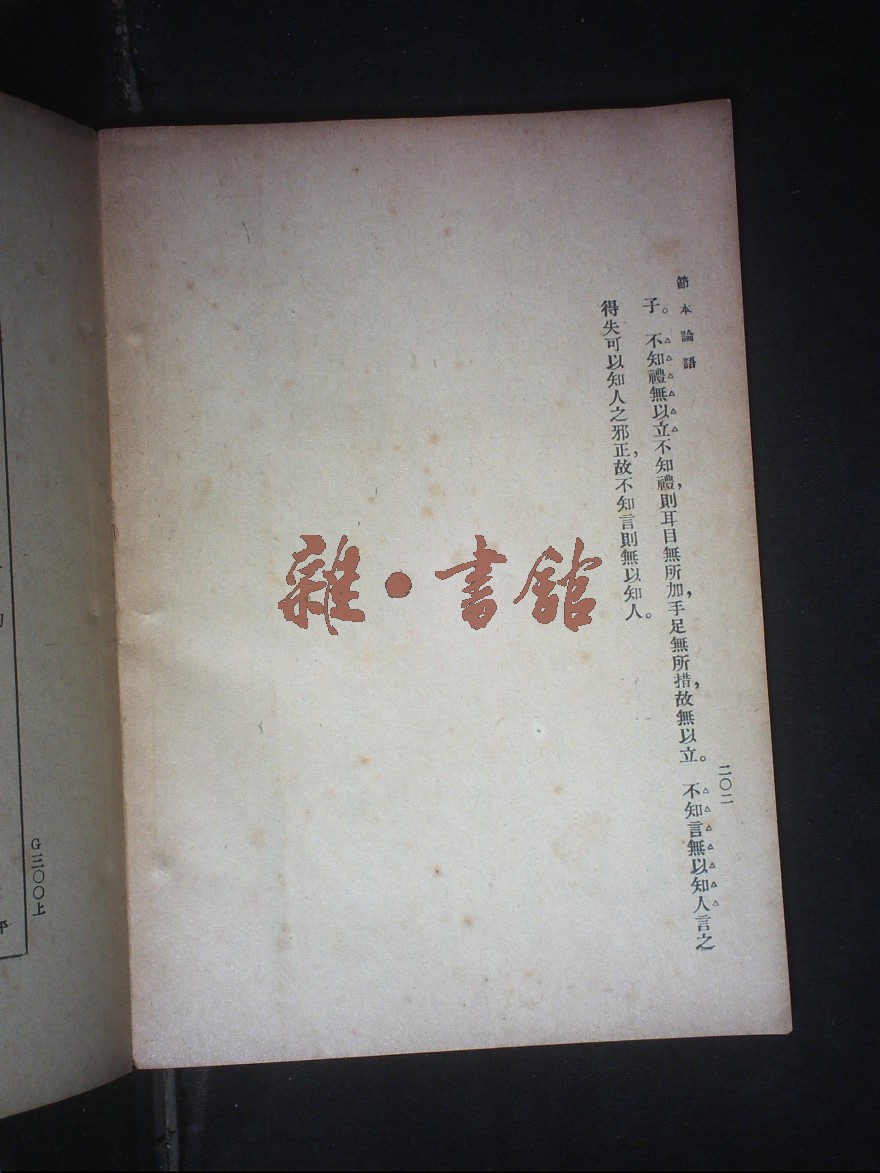 節本論語
二〇二
子。不知禮無以立不知禮,則耳目無所加,手足無所措,故無以立。不知言無以知人言之
得失可以知人之邪正,故不知言則無以知人。
雜·書館
G三〇〇上